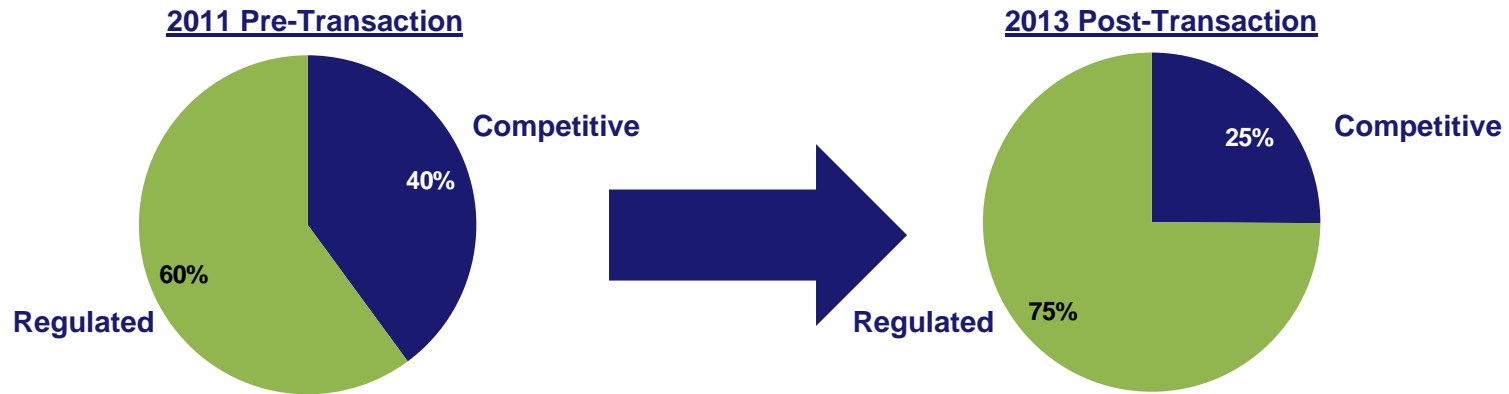 2011 Pre-Transaction
Competitive
40%
60%
Regulated
2013 Post-Transaction
Competitive
25%
75%
Regulated